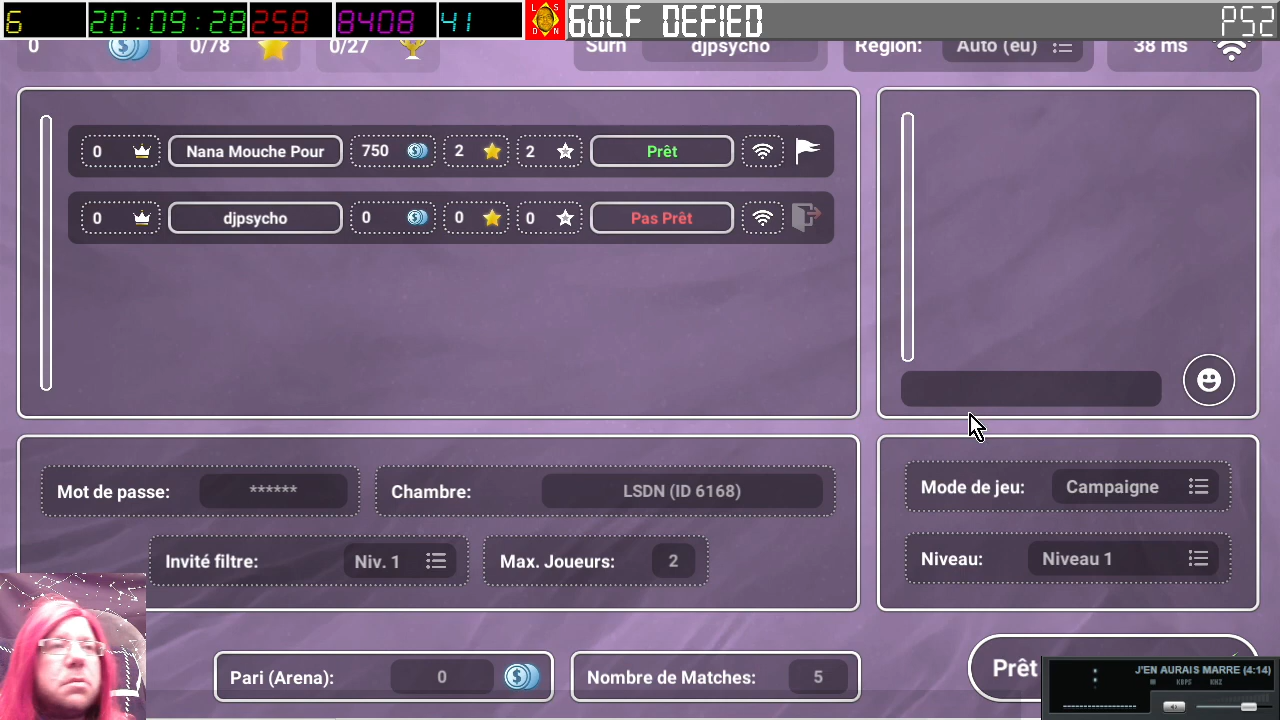 6 20:09:28 258 8408 41 LSDN GOLF DEFIED PS2
0 0/78 0/27 Surn djpsycho Région: Auto (eu) 38 ms
0 Nana Mouche Pour 750 2 2 Prêt
0 djpsycho 0 0 0 Pas Prêt
Mot de passe: ****** Chambre: LSDN (ID 6168) Mode de jeu: Campagne
Invité filtre: Niv. 1 Max. Joueurs: 2 Niveau: Niveau 1
Pari (Arena): 0 Nombre de Matches: 5 Prêt
J'EN AURAIS MARRE (4:14)
KBPS KHZ